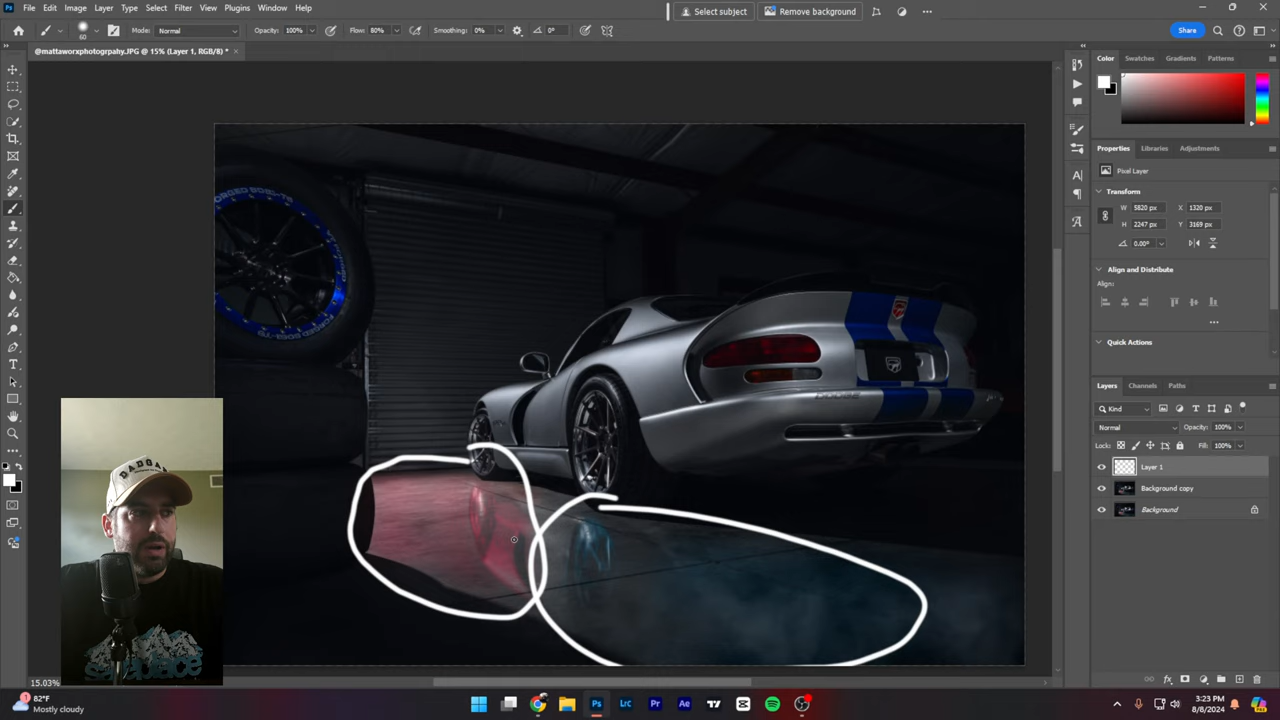 File Edit Image Layer Type Select Filter View Plugins Window Help
Select subject Remove background
Mode: Normal Opacity: 100% Flow: 80% Smoothing: 0% 0° Share
60
@mattaworxphotogrpahy.JPG @ 15% (Layer 1, RGB/8) * ×
Color Swatches Gradients Patterns
Properties Libraries Adjustments
Pixel Layer
Transform
W 5820 px X 1320 px
H 2247 px Y 3169 px
0.00°
Align and Distribute
Align:
Quick Actions
Layers Channels Paths
Kind
Normal Opacity: 100%
Lock: Fill: 100%
Layer 1
Background copy
Background
DODGE
DADGAD
15.03%
82°F
Mostly cloudy
3:23 PM
8/8/2024